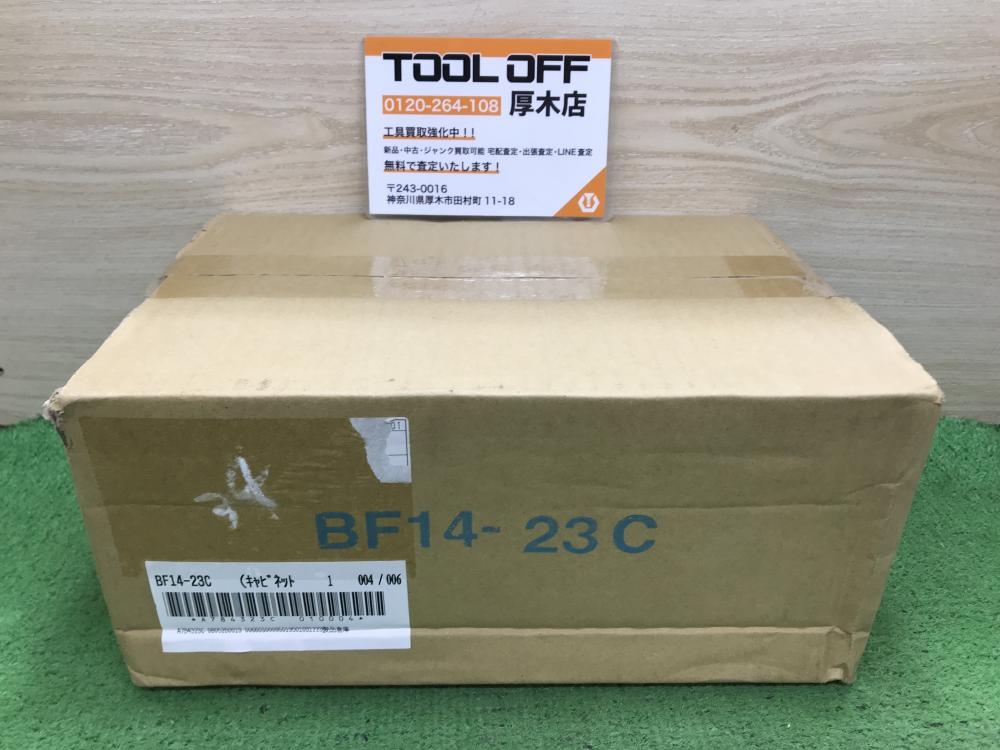 TOOL OFF
0120-264-108 厚木店
工具買取強化中！！
新品・中古・ジャンク買取可能 宅配査定・出張査定・LINE査定
無料で査定いたします！
〒243-0016
神奈川県厚木市田村町 11-18
01
34
BF14-23C
BF14-23C (ｷｬﾋﾞﾈｯﾄ 1 004 / 006
*A784323C 010004*